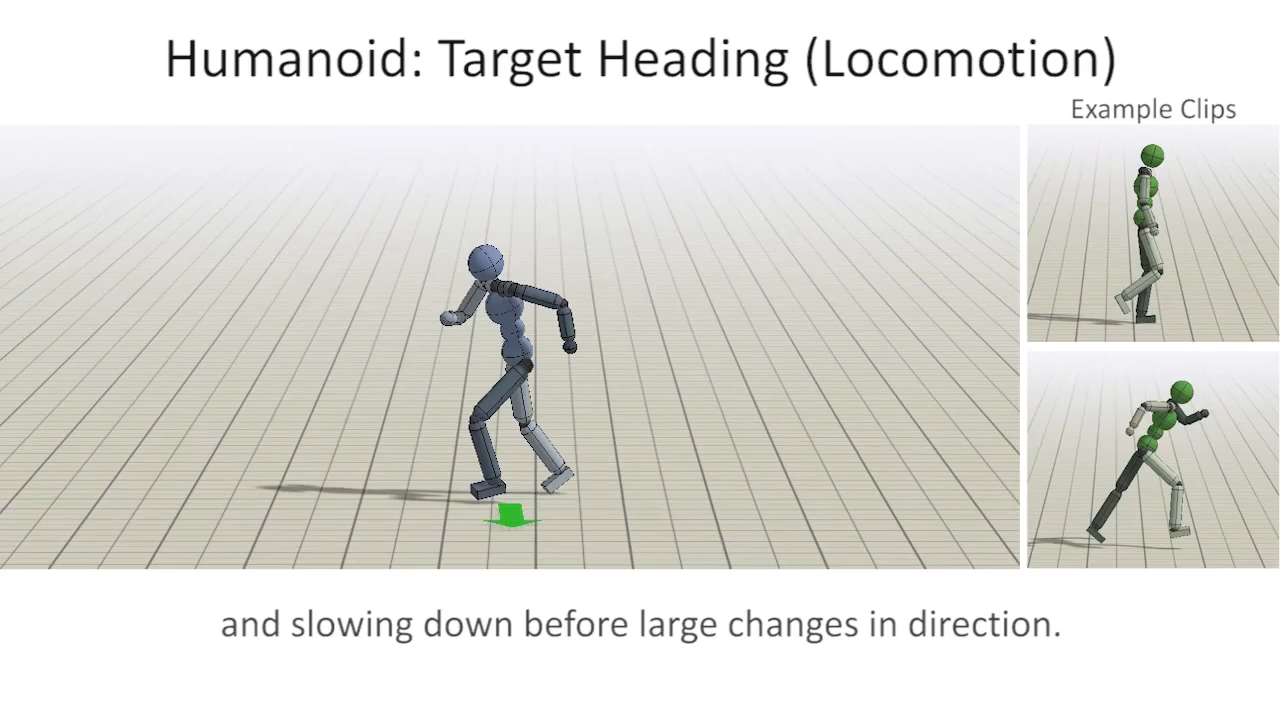 Humanoid: Target Heading (Locomotion)
Example Clips
and slowing down before large changes in direction.